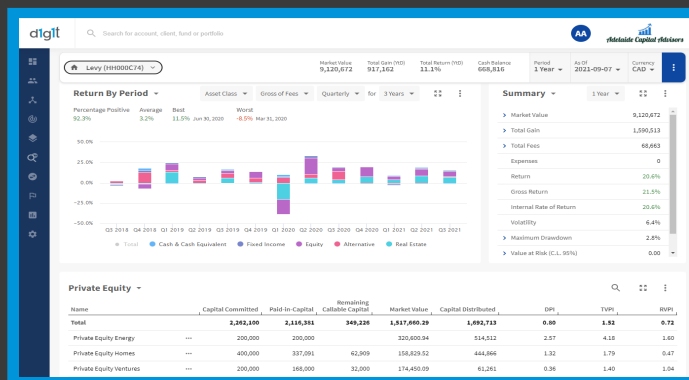 d1g1t
Search for account, client, fund or portfolio
AA
Adelaide Capital Advisors
Levy (HH000C74)
Market Value
9,120,672
Total Gain (YTD)
917,162
Total Return (YTD)
11.1%
Cash Balance
668,816
Period
1 Year
As Of
2021-09-07
Currency
CAD
Return By Period
Asset Class
Gross of Fees
Quarterly
for
3 Years
Percentage Positive
92.3%
Average
3.2%
Best
11.5% Jun 30, 2020
Worst
-8.5% Mar 31, 2020
50.0%
25.0%
0.0%
-25.0%
-50.0%
Q3 2018 Q4 2018 Q1 2019 Q2 2019 Q3 2019 Q4 2019 Q1 2020 Q2 2020 Q3 2020 Q4 2020 Q1 2021 Q2 2021 Q3 2021
Total Cash & Cash Equivalent Fixed Income Equity Alternative Real Estate
Summary
1 Year
Market Value 9,120,672
Total Gain 1,590,513
Total Fees 68,663
Expenses 0
Return 20.6%
Gross Return 21.5%
Internal Rate of Return 20.6%
Volatility 6.4%
Maximum Drawdown 2.8%
Value at Risk (C.L. 95%) 0.00
Private Equity
Name Capital Committed Paid-in-Capital Remaining Callable Capital Market Value Capital Distributed DPI TVPI RVPI
Total 2,262,100 2,116,381 349,226 1,517,660.29 1,692,713 0.80 1.52 0.72
Private Equity Energy ... 200,000 200,000 320,600.94 514,512 2.57 4.18 1.60
Private Equity Homes ... 400,000 337,091 62,909 158,829.52 444,866 1.32 1.79 0.47
Private Equity Ventures ... 200,000 168,000 32,000 174,450.09 61,261 0.36 1.40 1.04